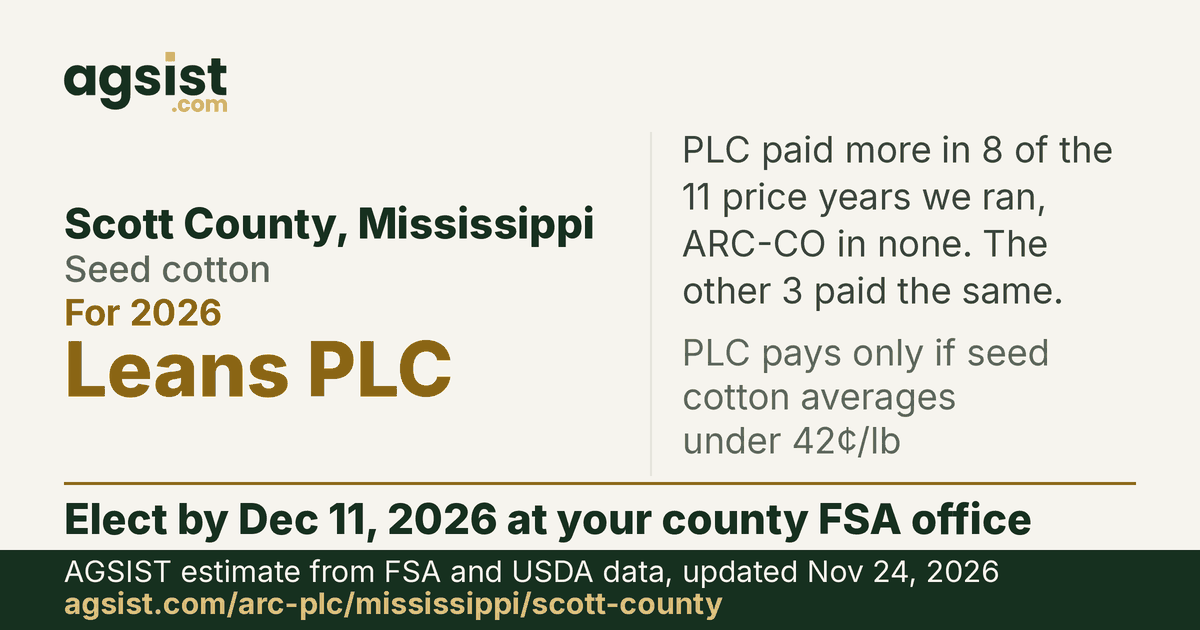 agsist
.com
Scott County, Mississippi
Seed cotton
For 2026
Leans PLC
PLC paid more in 8 of the
11 price years we ran,
ARC-CO in none. The
other 3 paid the same.
PLC pays only if seed
cotton averages
under 42¢/lb
Elect by Dec 11, 2026 at your county FSA office
AGSIST estimate from FSA and USDA data, updated Nov 24, 2026
agsist.com/arc-plc/mississippi/scott-county